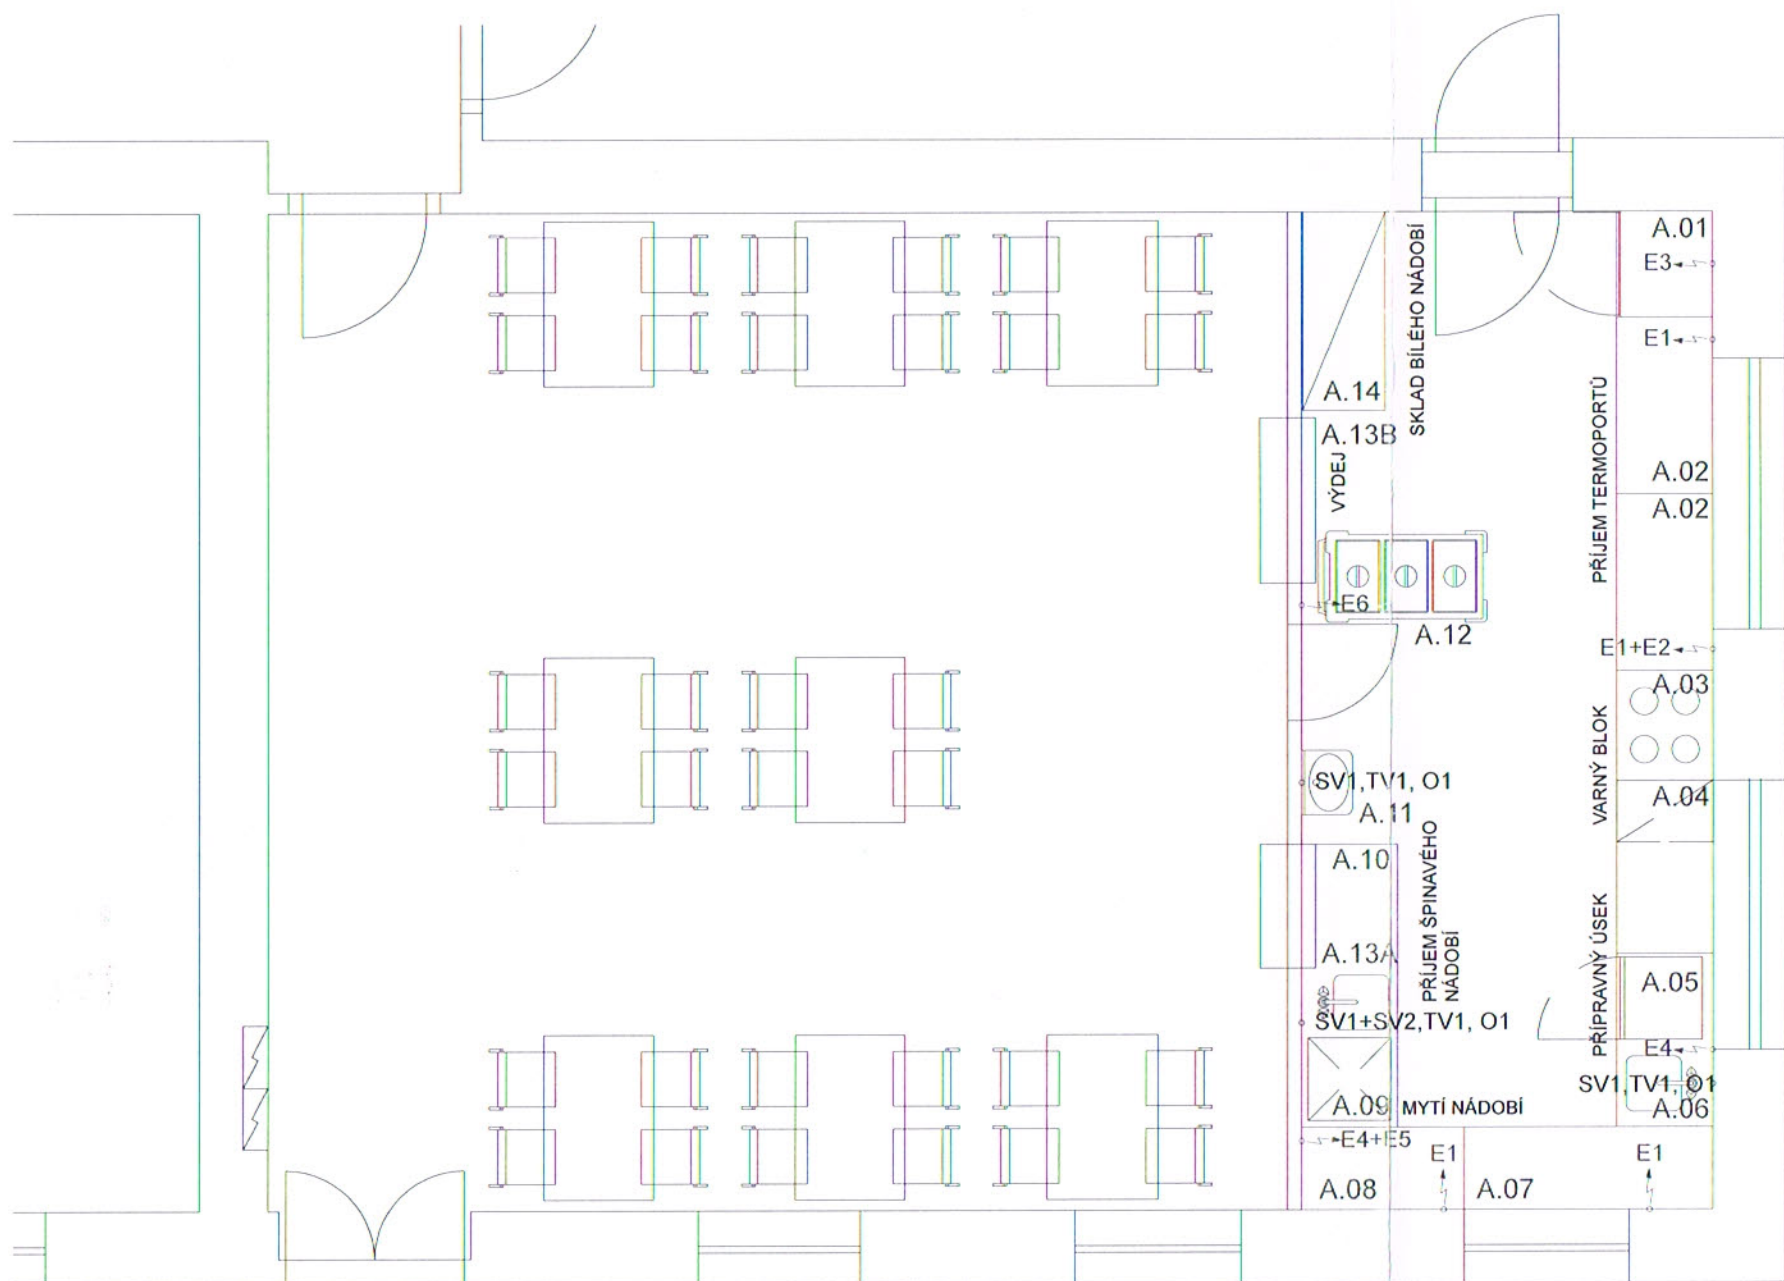 A.01
E3
SKLAD BÍLÉHO NÁDOBÍ
E1
A.14
A.13B
VÝDEJ
PŘÍJEM TERMOPORTŮ
A.02
A.02
E6
A.12
E1+E2
A.03
VARNÝ BLOK
SV1,TV1, O1
A.11
A.04
A.10
PŘÍJEM ŠPINAVÉHO
NÁDOBÍ
A.13A
PŘÍPRAVNÝ ÚSEK
A.05
SV1+SV2,TV1, O1
E4
SV1,TV1, O1
A.06
A.09
MYTÍ NÁDOBÍ
E4+E5
E1
E1
A.08
A.07